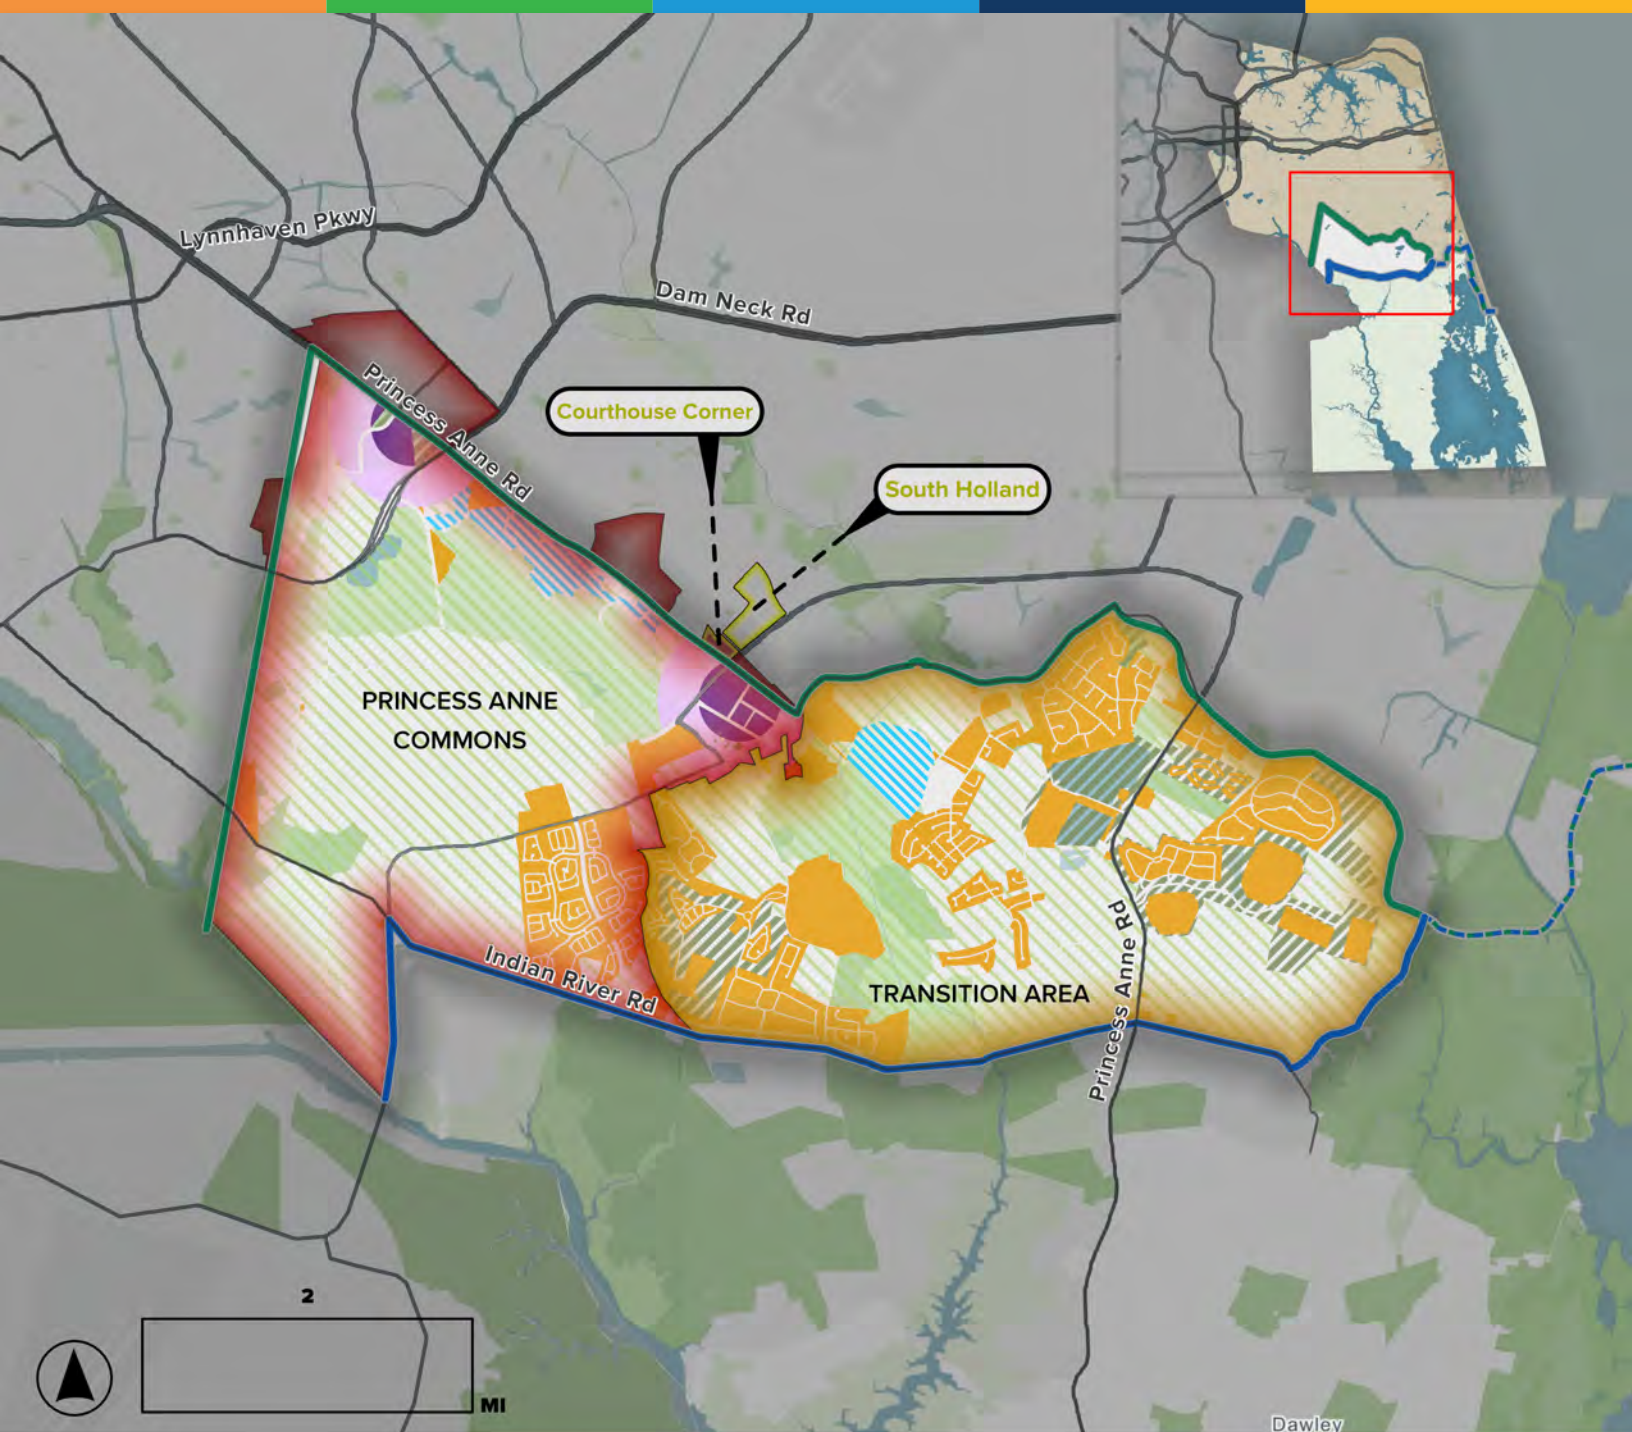 Lynnhaven Pkwy
Dam Neck Rd
Princess Anne Rd
Courthouse Corner
South Holland
PRINCESS ANNE
COMMONS
TRANSITION AREA
Princess Anne Rd
Indian River Rd
2
MI
Dawley